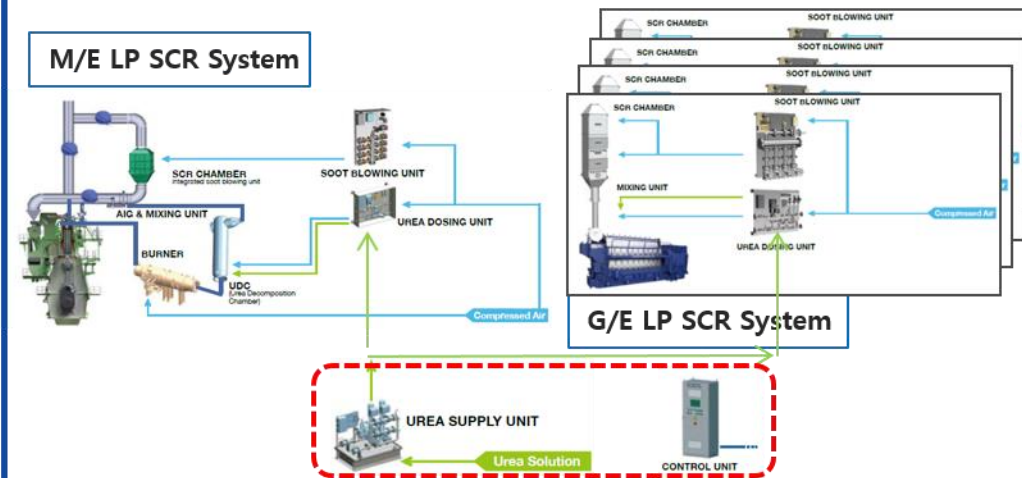 M/E LP SCR System
SCR CHAMBER
Integrated soot blowing unit
SOOT BLOWING UNIT
AIG & MIXING UNIT
UREA DOSING UNIT
BURNER
UDC
(Urea Decomposition
Chamber)
Compressed Air
SOOT BLOWING UNIT
SCR CHAMBER
SOOT BLOWING UNIT
SCR CHAMBER
SOOT BLOWING UNIT
SCR CHAMBER
SOOT BLOWING UNIT
SCR CHAMBER
MIXING UNIT
Compressed Air
UREA DOSING UNIT
G/E LP SCR System
UREA SUPPLY UNIT
Urea Solution
CONTROL UNIT